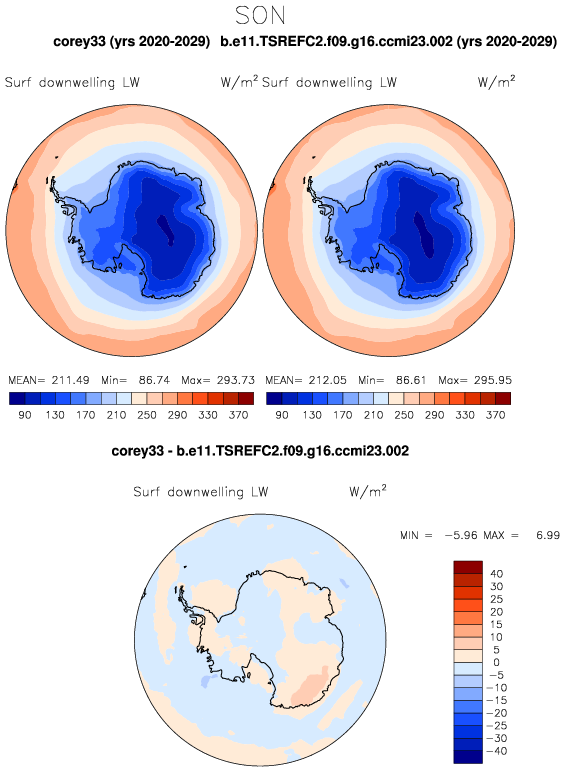 SON
corey33 (yrs 2020-2029) b.e11.TSREFC2.f09.g16.ccmi23.002 (yrs 2020-2029)
Surf downwelling LW W/m² Surf downwelling LW W/m²
MEAN= 211.49 Min= 86.74 Max= 293.73 MEAN= 212.05 Min= 86.61 Max= 295.95
90 130 170 210 250 290 330 370 90 130 170 210 250 290 330 370
corey33 - b.e11.TSREFC2.f09.g16.ccmi23.002
Surf downwelling LW W/m²
MIN = -5.96 MAX = 6.99
40
30
25
20
15
10
5
0
-5
-10
-15
-20
-25
-30
-40